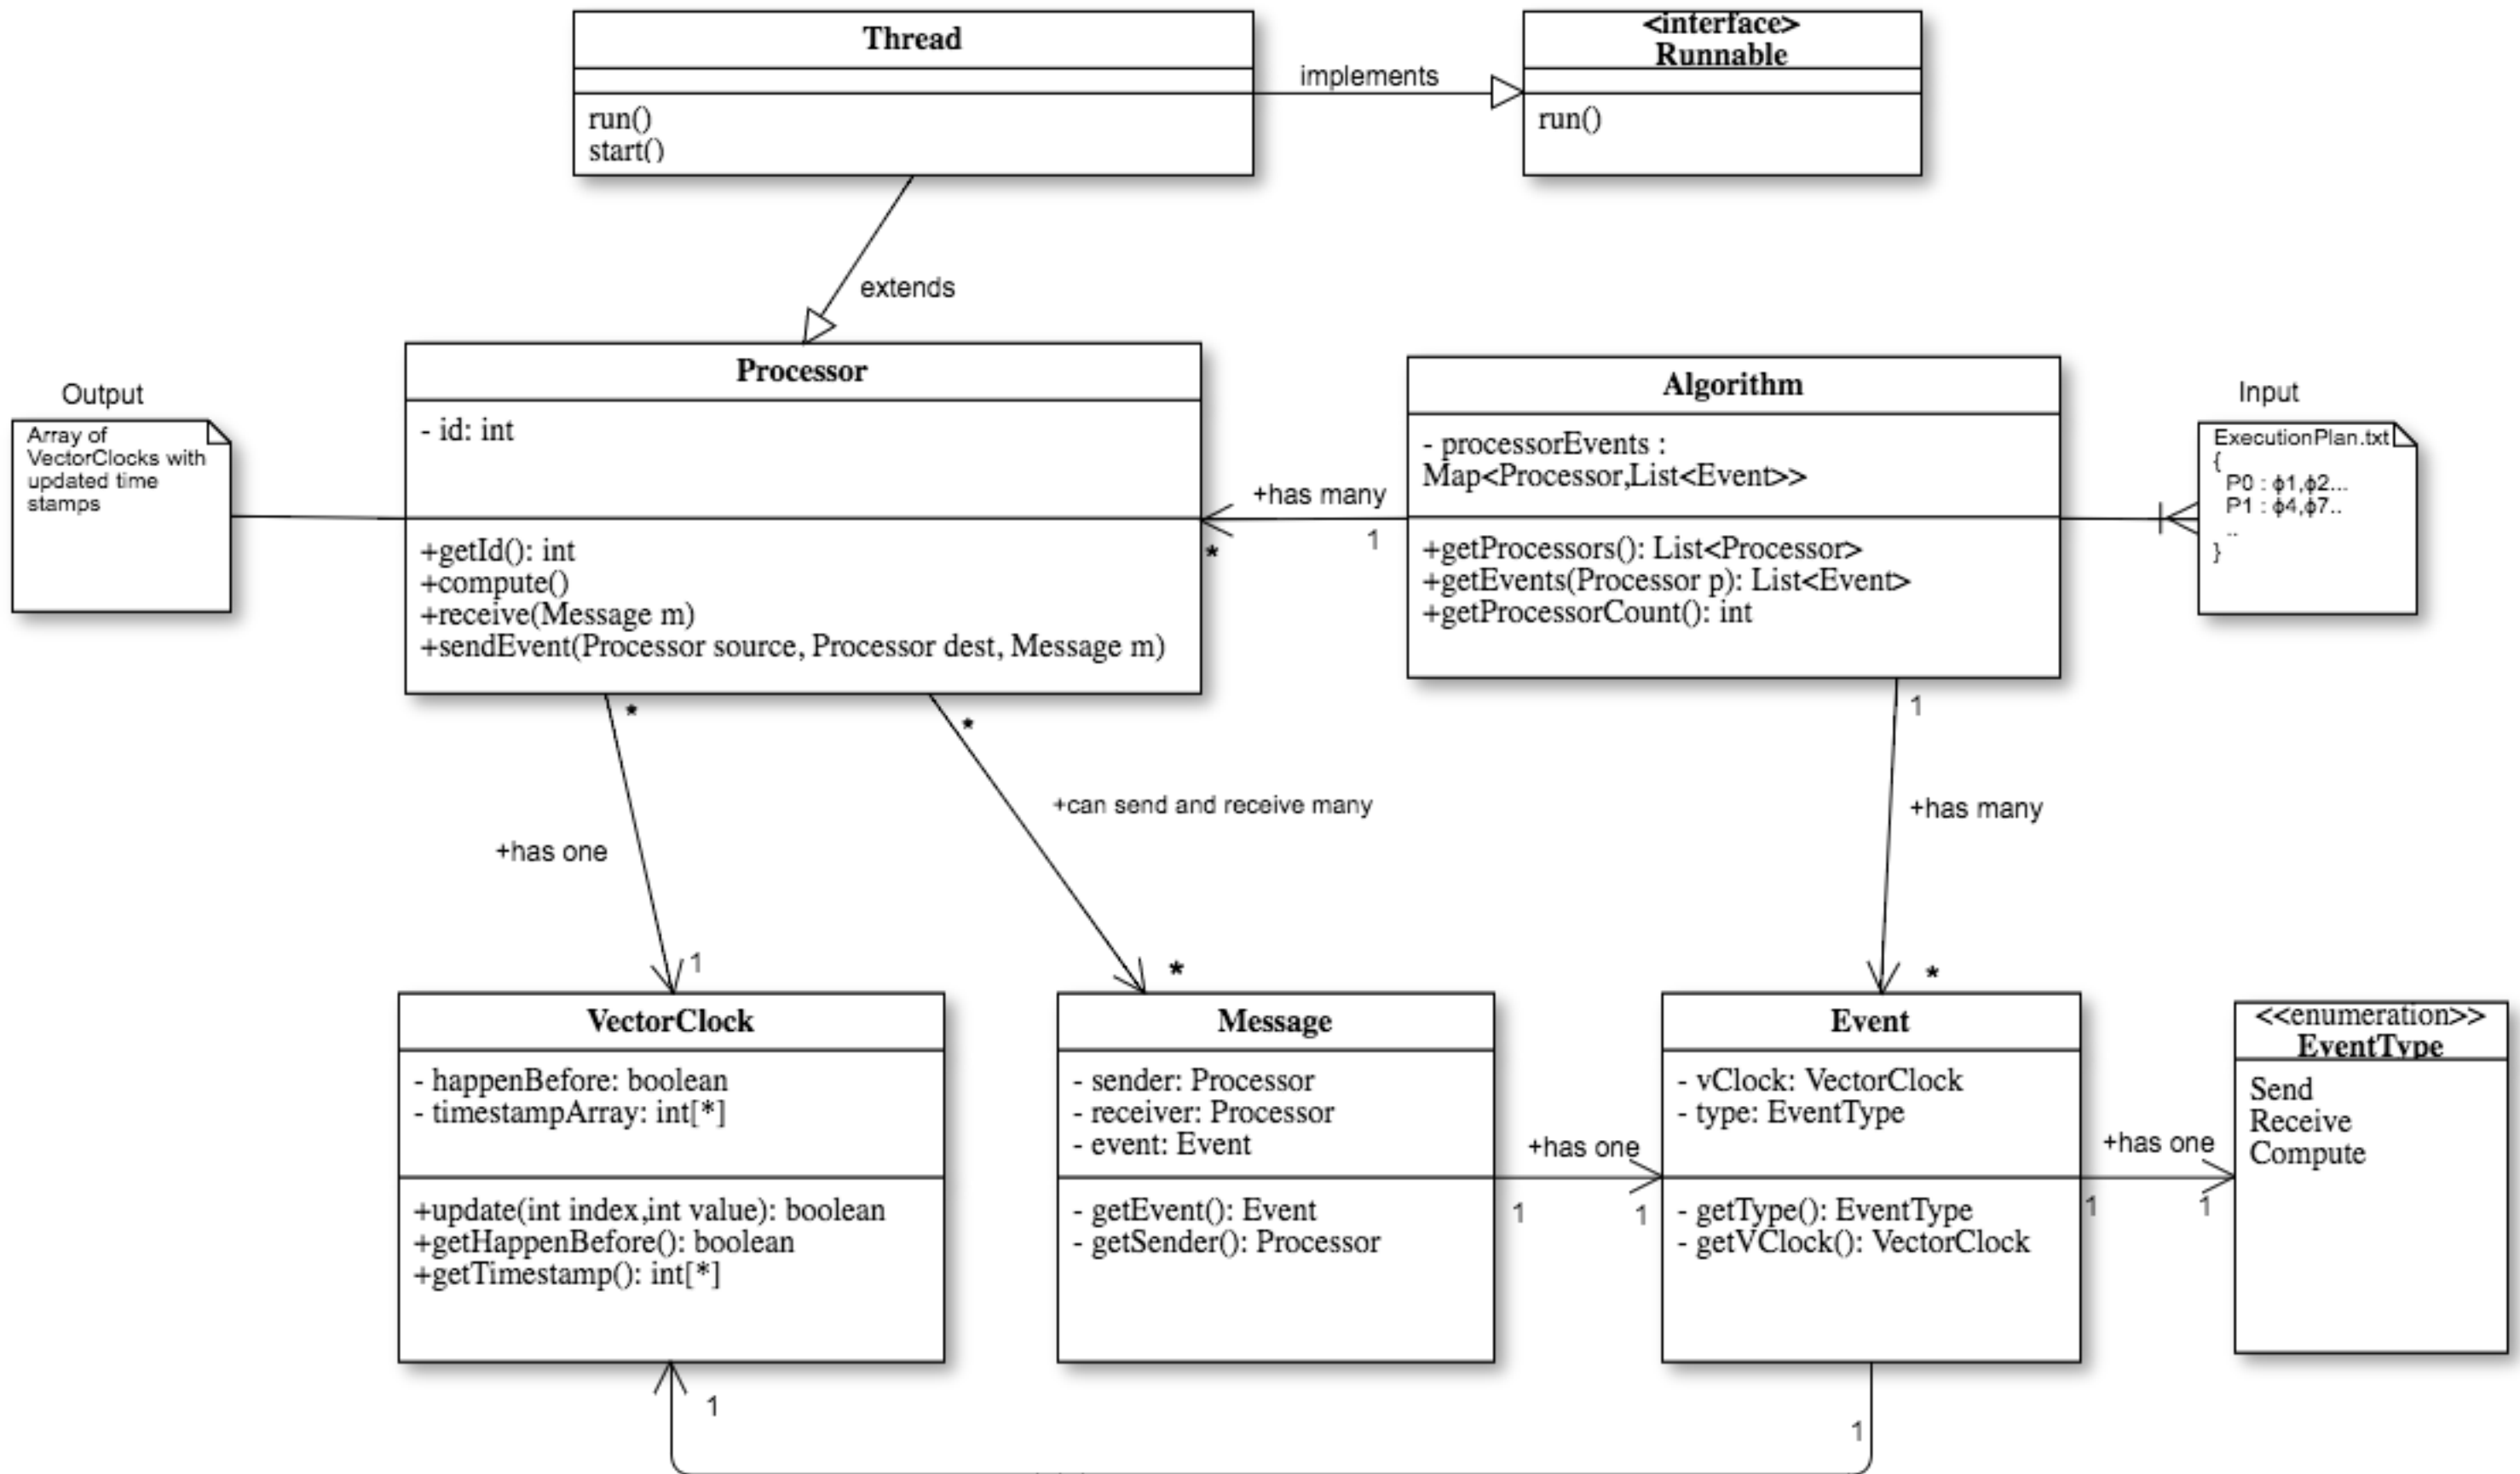 Thread
run()
start()
implements
<interface>
Runnable
run()
extends
Output
Array of
VectorClocks with
updated time
stamps
Processor
- id: int
+getId(): int
+compute()
+receive(Message m)
+sendEvent(Processor source, Processor dest, Message m)
+has many
1
*
Algorithm
- processorEvents :
Map<Processor,List<Event>>
+getProcessors(): List<Processor>
+getEvents(Processor p): List<Event>
+getProcessorCount(): int
Input
ExecutionPlan.txt
{
P0 : ϕ1,ϕ2...
P1 : ϕ4,ϕ7..
..
}
*
+has one
1
*
+can send and receive many
*
1
+has many
*
VectorClock
- happenBefore: boolean
- timestampArray: int[*]
+update(int index,int value): boolean
+getHappenBefore(): boolean
+getTimestamp(): int[*]
Message
- sender: Processor
- receiver: Processor
- event: Event
- getEvent(): Event
- getSender(): Processor
+has one
1
1
Event
- vClock: VectorClock
- type: EventType
- getType(): EventType
- getVClock(): VectorClock
+has one
1
1
<<enumeration>>
EventType
Send
Receive
Compute
1
1